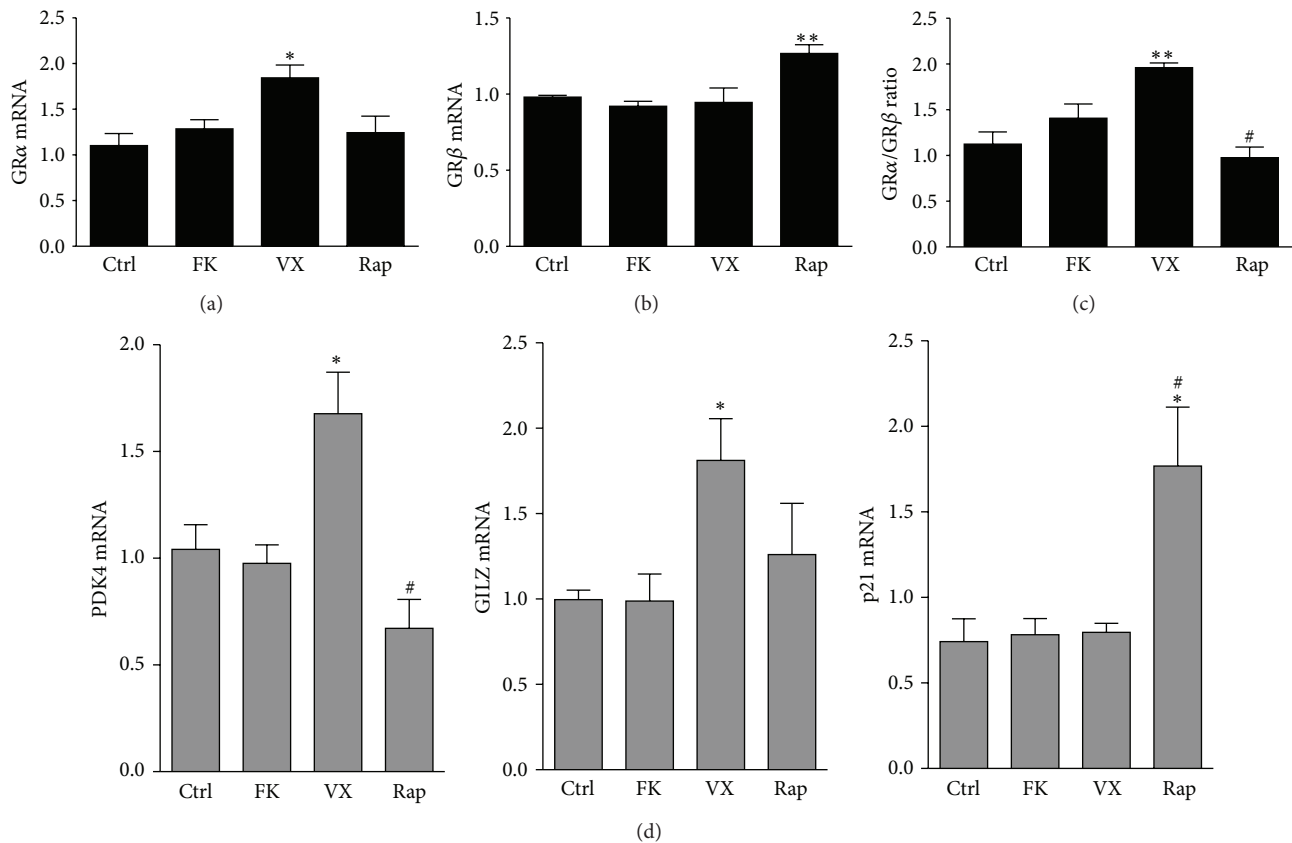 GRα mRNA
2.5
2.0
1.5
1.0
0.5
0.0
*
Ctrl FK VX Rap
(a)
GRβ mRNA
1.5
1.0
0.5
0.0
**
Ctrl FK VX Rap
(b)
GRα/GRβ ratio
2.5
2.0
1.5
1.0
0.5
0.0
**
#
Ctrl FK VX Rap
(c)
PDK4 mRNA
2.0
1.5
1.0
0.5
0.0
*
#
Ctrl FK VX Rap
GILZ mRNA
2.5
2.0
1.5
1.0
0.5
0.0
*
Ctrl FK VX Rap
p21 mRNA
2.5
2.0
1.5
1.0
0.5
0.0
#
*
Ctrl FK VX Rap
(d)